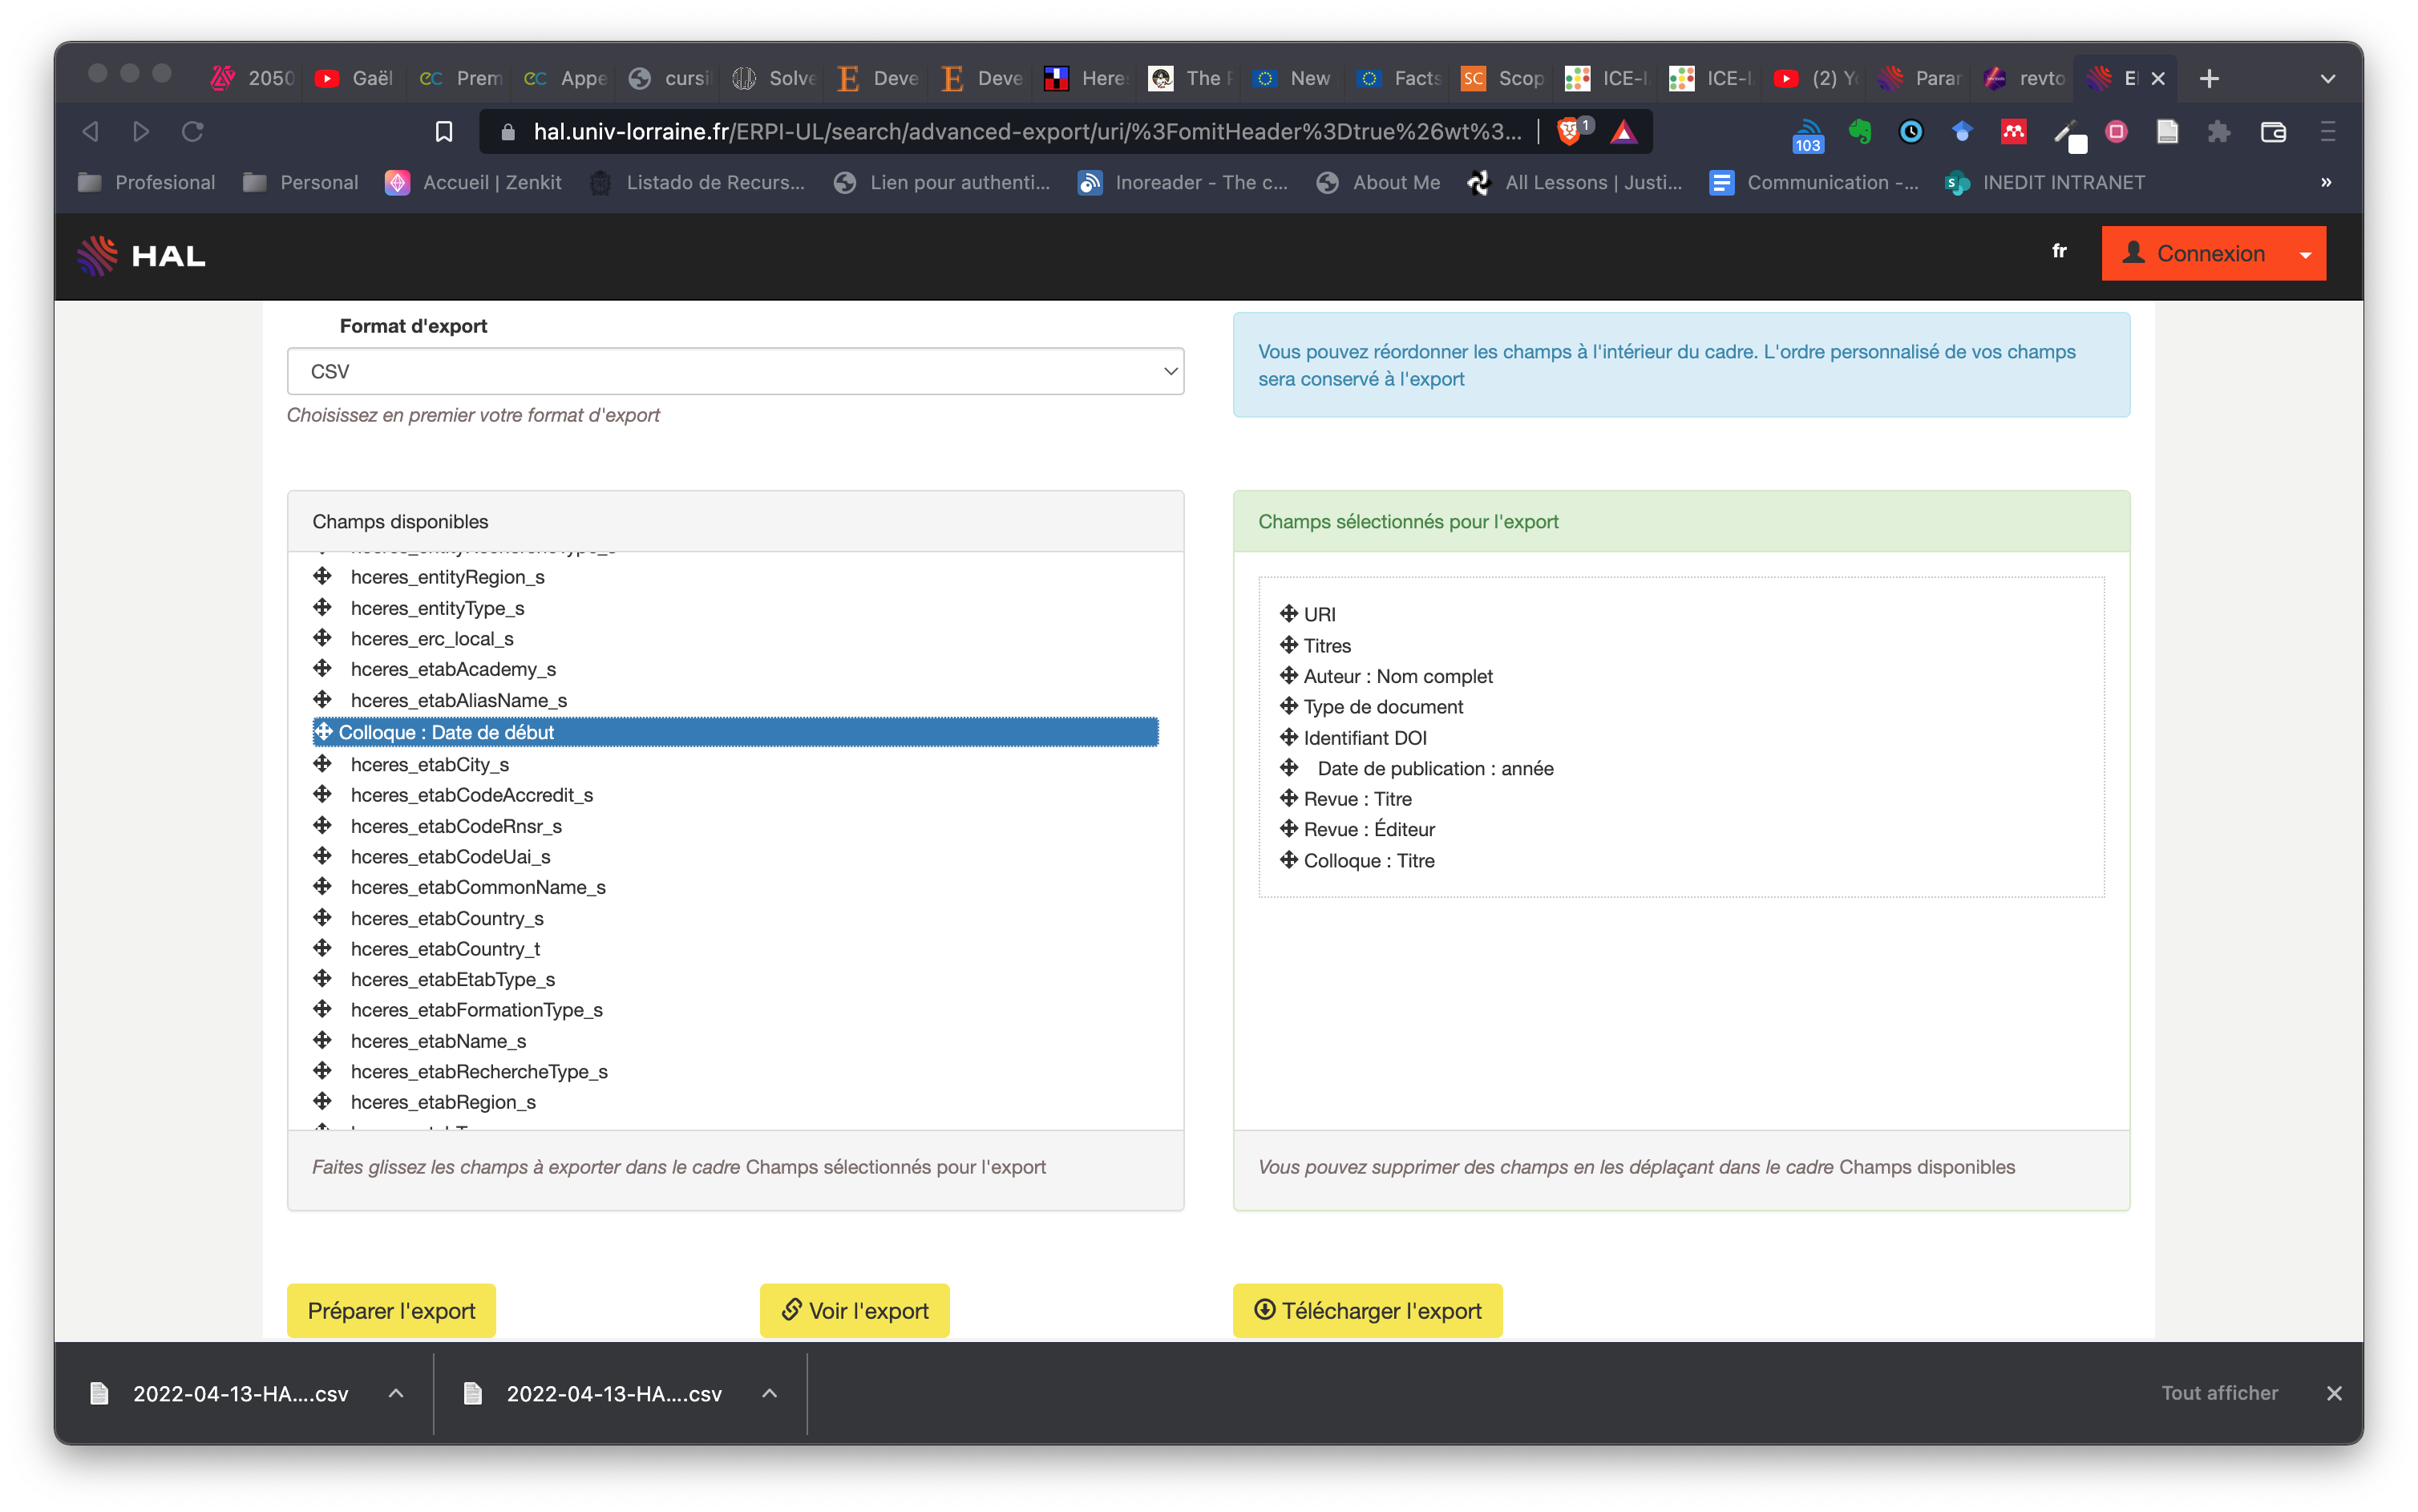 2050
Gaël
Prem
Appe
cursi
Solve
Deve
Deve
Here
The F
New
Facts
SC Scop
ICE-I
ICE-I
(2) Yo
Para
revto
El
hal.univ-lorraine.fr/ERPI-UL/search/advanced-export/uri/%3FomitHeader%3Dtrue%26wt%3...
1
103
Profesional
Personal
Accueil | Zenkit
Listado de Recurs...
Lien pour authenti...
Inoreader - The c...
About Me
All Lessons | Justi...
Communication -...
INEDIT INTRANET
»
HAL
fr
Connexion
Format d'export
CSV
Choisissez en premier votre format d'export
Vous pouvez réordonner les champs à l'intérieur du cadre. L'ordre personnalisé de vos champs
sera conservé à l'export
Champs disponibles
hceres_entityRegion_s
hceres_entityType_s
hceres_erc_local_s
hceres_etabAcademy_s
hceres_etabAliasName_s
Colloque : Date de début
hceres_etabCity_s
hceres_etabCodeAccredit_s
hceres_etabCodeRnsr_s
hceres_etabCodeUai_s
hceres_etabCommonName_s
hceres_etabCountry_s
hceres_etabCountry_t
hceres_etabEtabType_s
hceres_etabFormationType_s
hceres_etabName_s
hceres_etabRechercheType_s
hceres_etabRegion_s
Faites glissez les champs à exporter dans le cadre Champs sélectionnés pour l'export
Champs sélectionnés pour l'export
URI
Titres
Auteur : Nom complet
Type de document
Identifiant DOI
Date de publication : année
Revue : Titre
Revue : Éditeur
Colloque : Titre
Vous pouvez supprimer des champs en les déplaçant dans le cadre Champs disponibles
Préparer l'export
Voir l'export
Télécharger l'export
2022-04-13-HA....csv
2022-04-13-HA....csv
Tout afficher